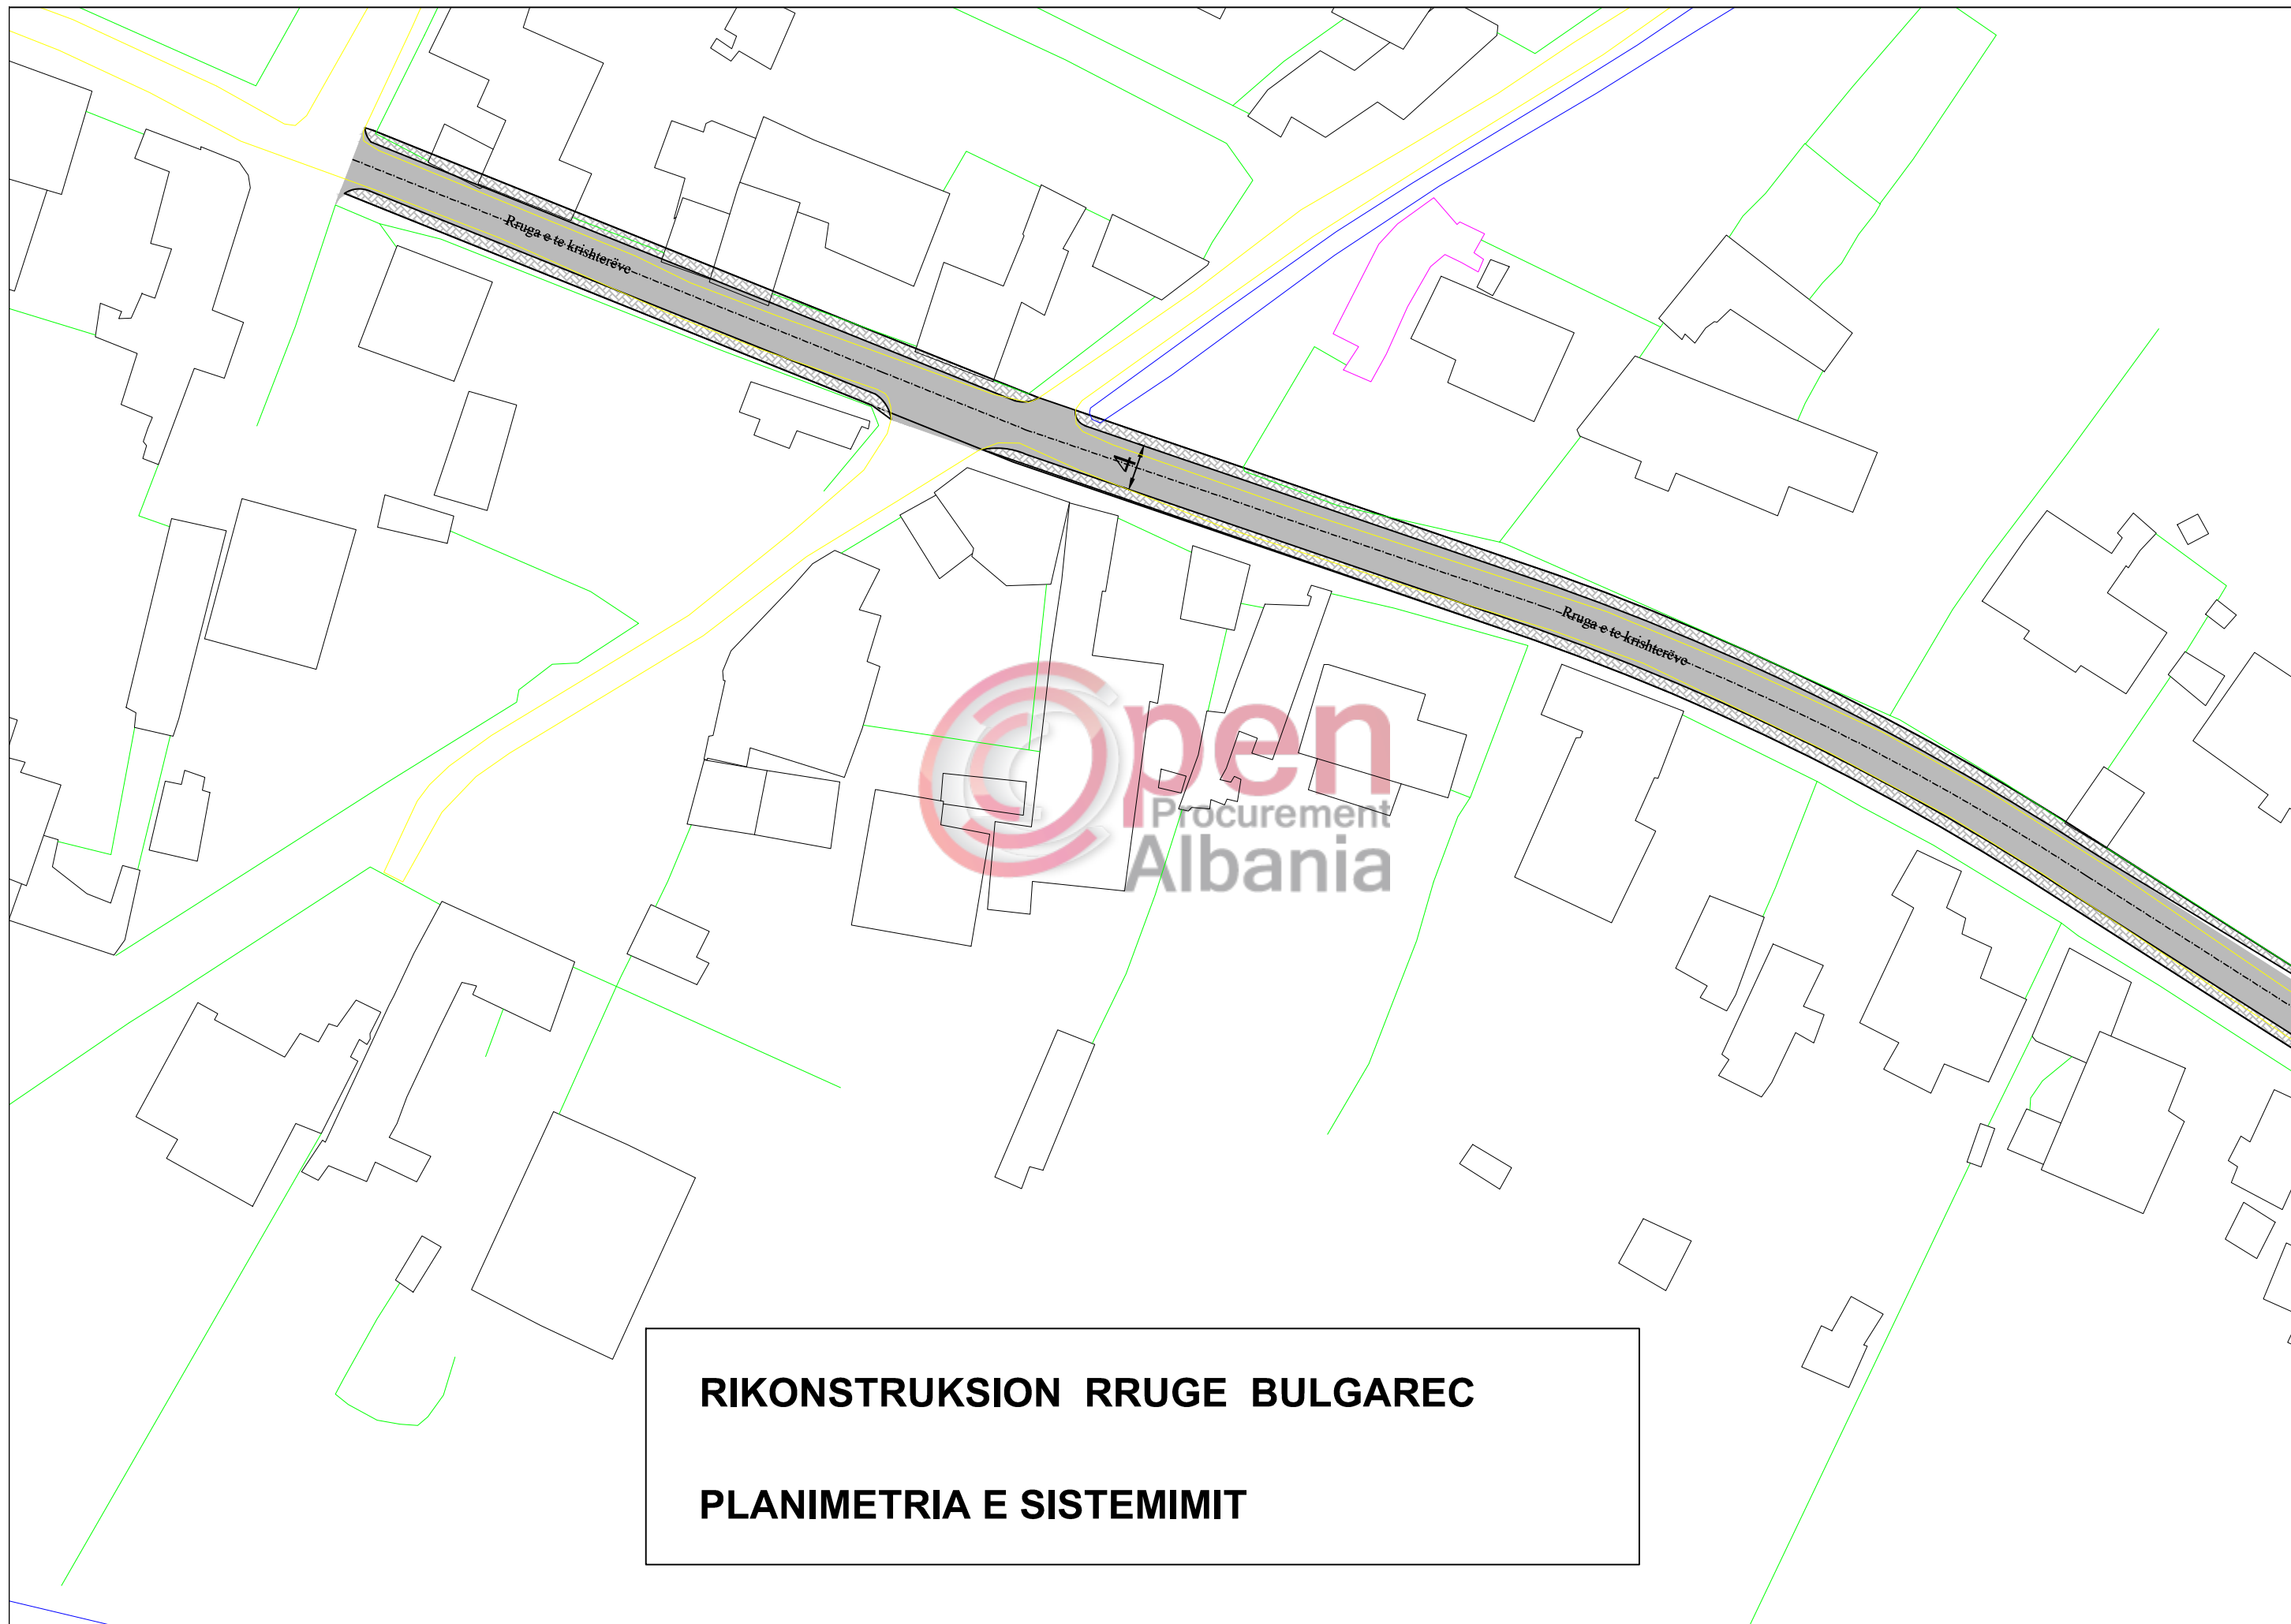 Rruga e te krishterëve
4
Rruga e te krishterëve
Open
Procurement
Albania
RIKONSTRUKSION RRUGE BULGAREC
PLANIMETRIA E SISTEMIMIT